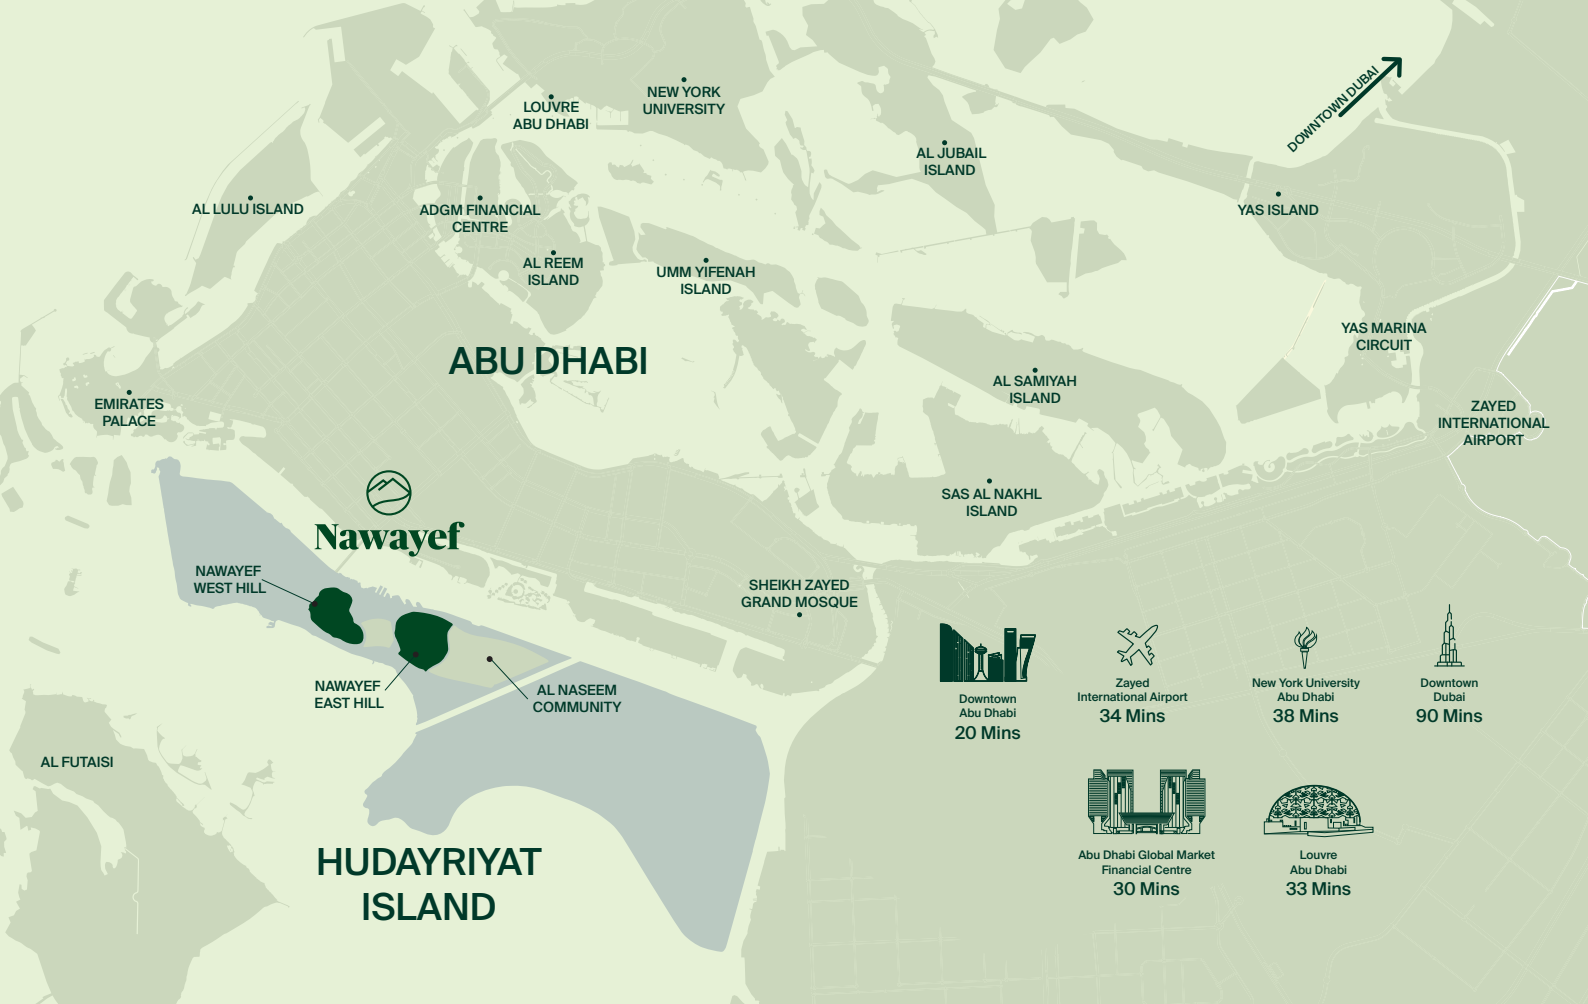 DOWNTOWN DUBAI
NEW YORK
UNIVERSITY
LOUVRE
ABU DHABI
AL JUBAIL
ISLAND
AL LULU ISLAND
ADGM FINANCIAL
CENTRE
YAS ISLAND
AL REEM
ISLAND
UMM YIFENAH
ISLAND
YAS MARINA
CIRCUIT
ABU DHABI
AL SAMIYAH
ISLAND
EMIRATES
PALACE
ZAYED
INTERNATIONAL
AIRPORT
SAS AL NAKHL
ISLAND
Nawayef
NAWAYEF
WEST HILL
SHEIKH ZAYED
GRAND MOSQUE
NAWAYEF
EAST HILL
AL NASEEM
COMMUNITY
AL FUTAISI
HUDAYRIYAT
ISLAND
Downtown
Abu Dhabi
20 Mins
Zayed
International Airport
34 Mins
New York University
Abu Dhabi
38 Mins
Downtown
Dubai
90 Mins
Abu Dhabi Global Market
Financial Centre
30 Mins
Louvre
Abu Dhabi
33 Mins